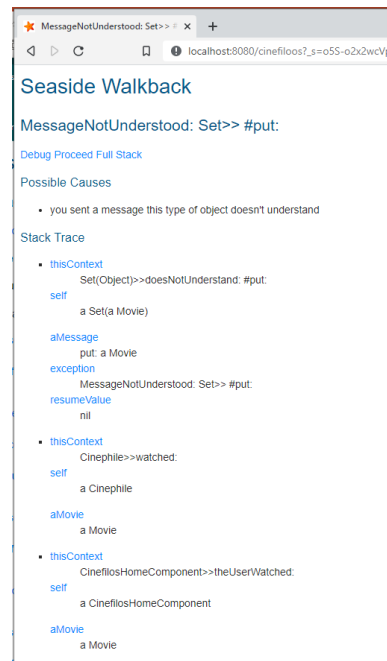 MessageNotUnderstood: Set>> #
localhost:8080/cinefiloos?_s=o5S-o2x2wcV
Seaside Walkback
MessageNotUnderstood: Set>> #put:
Debug Proceed Full Stack
Possible Causes
you sent a message this type of object doesn't understand
Stack Trace
thisContext
Set(Object)>>doesNotUnderstand: #put:
self
a Set(a Movie)
aMessage
put: a Movie
exception
MessageNotUnderstood: Set>> #put:
resumeValue
nil
thisContext
Cinephile>>watched:
self
a Cinephile
aMovie
a Movie
thisContext
CinefilosHomeComponent>>theUserWatched:
self
a CinefilosHomeComponent
aMovie
a Movie